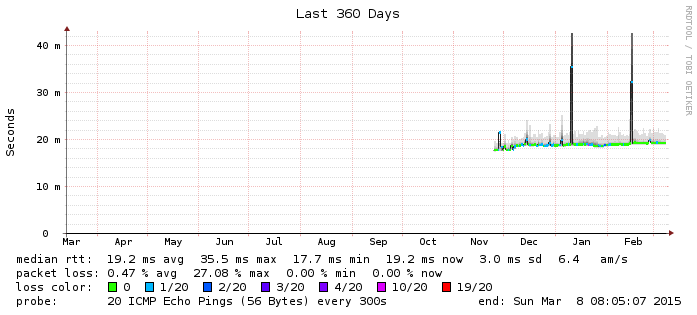 Last 360 Days
RRDTOOL / TOBI OETIKER
Seconds
40 m
30 m
20 m
10 m
0
Mar Apr May Jun Jul Aug Sep Oct Nov Dec Jan Feb
median rtt: 19.2 ms avg 35.5 ms max 17.7 ms min 19.2 ms now 3.0 ms sd 6.4 am/s
packet loss: 0.47 % avg 27.08 % max 0.00 % min 0.00 % now
loss color: 0 1/20 2/20 3/20 4/20 10/20 19/20
probe: 20 ICMP Echo Pings (56 Bytes) every 300s end: Sun Mar 8 08:05:07 2015